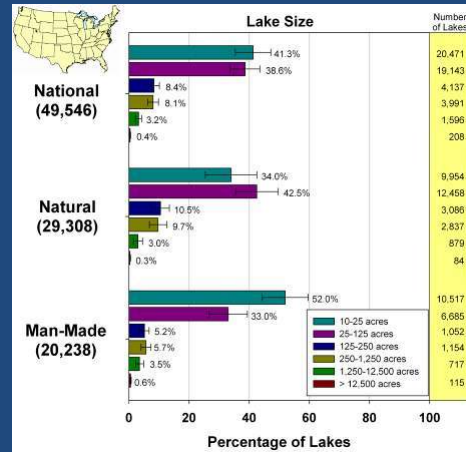 Lake Size
Number of Lakes
National
(49,546)
41.3% 20,471
38.6% 19,143
8.4% 4,137
8.1% 3,991
3.2% 1,596
0.4% 208
Natural
(29,308)
34.0% 9,954
42.5% 12,458
10.5% 3,086
9.7% 2,837
3.0% 879
0.3% 84
Man-Made
(20,238)
52.0% 10,517
33.0% 6,685
5.2% 1,052
5.7% 1,154
3.5% 717
0.6% 115
10-25 acres
25-125 acres
125-250 acres
250-1,250 acres
1,250-12,500 acres
> 12,500 acres
0 20 40 60 80 100
Percentage of Lakes